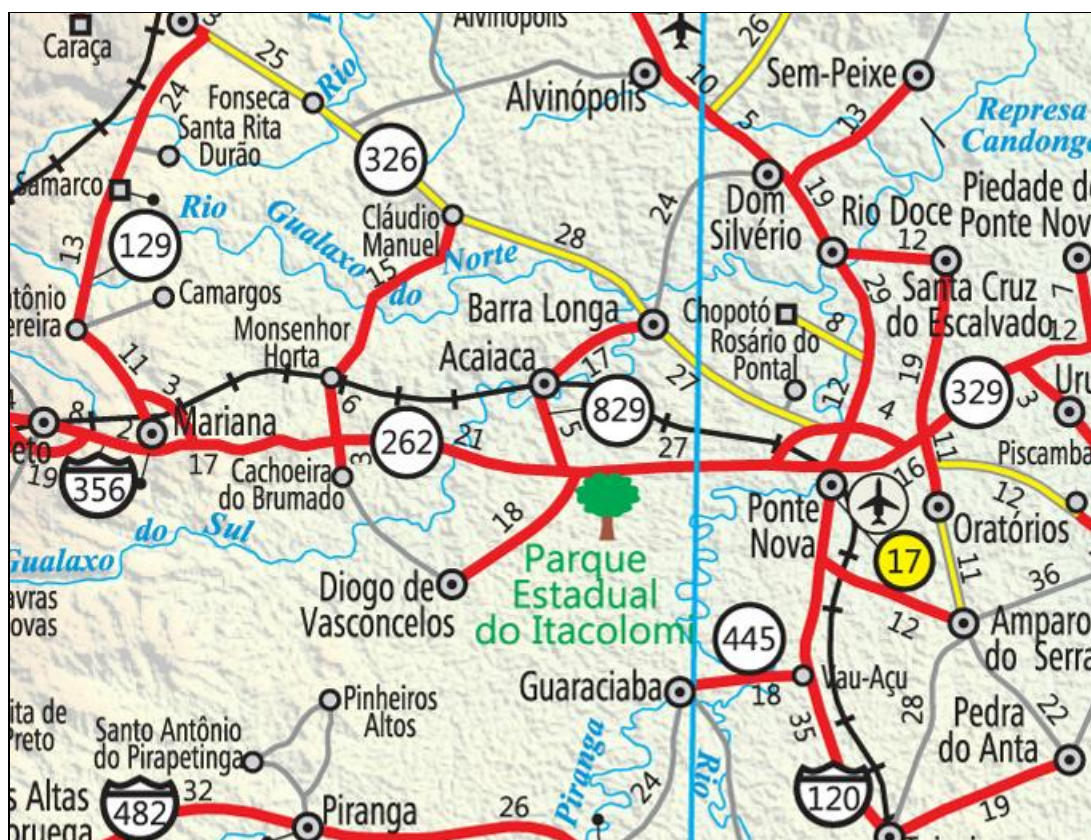 Caraça
Alvinópolis
25
24
Fonseca
Rio
Santa Rita
Durão
326
Samarco
Rio
129
13
Gualaxo
do
Norte
Cláudio
Manuel
28
15
Camargos
Monsenhor
Horta
11
3
8
2
Mariana
19
356
17
6
3
262
21
Cachoeira
do Brumado
do Sul
Gualaxo
Alvinópolis
10
26
5
Sem-Peixe
13
Represa
Candonga
24
Dom
Silvério
19
Rio Doce
12
Piedade d
Ponte Nov
7
12
Barra Longa
Chopotó
8
29
Rosário do
Pontal
Santa Cruz
do Escalvado
Acaiaca
17
27
12
19
329
3
Uru
829
5
4
11
27
Piscamba
16
12
18
Ponte
Nova
Oratórios
17
11
36
Parque
Estadual
do Itacolomi
Diogo de
Vasconcelos
12
Amparo
do Serra
445
Guaraciaba
18
Vau-Açu
28
22
35
Pedra
do Anta
Pinheiros
Altos
Santo Antônio
do Pirapetinga
Piranga
Rio
24
120
19
482
32
Piranga
26